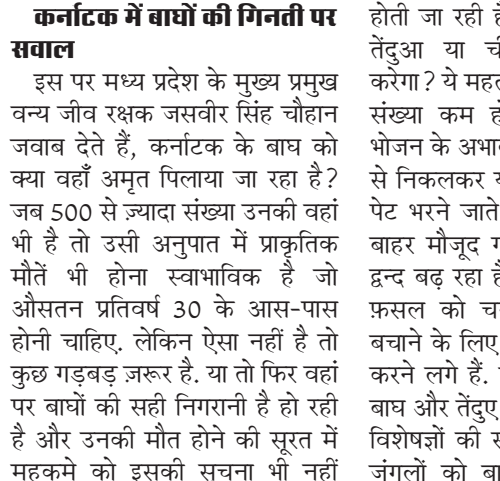 कर्नाटक में बाघों की गिनती पर
सवाल
इस पर मध्य प्रदेश के मुख्य प्रमुख
वन्य जीव रक्षक जसवीर सिंह चौहान
जवाब देते हैं, कर्नाटक के बाघ को
क्या वहाँ अमृत पिलाया जा रहा है?
जब 500 से ज़्यादा संख्या उनकी वहां
भी है तो उसी अनुपात में प्राकृतिक
मौतें भी होना स्वाभाविक है जो
औसतन प्रतिवर्ष 30 के आस-पास
होनी चाहिए. लेकिन ऐसा नहीं है तो
कुछ गड़बड़ ज़रूर है. या तो फिर वहां
पर बाघों की सही निगरानी है हो रही
है और उनकी मौत होने की सूरत में
महकमे को इसकी सूचना भी नहीं
होती जा रही
तेंदुआ या
करेगा? ये
संख्या कम
भोजन के
से निकलकर
पेट भरने जाते
बाहर मौजूद
द्वन्द बढ़ रहा
फ़सल को
बचाने के लिए
करने लगे हैं.
बाघ और तेंदुए
विशेषज्ञों की
जंगलों को